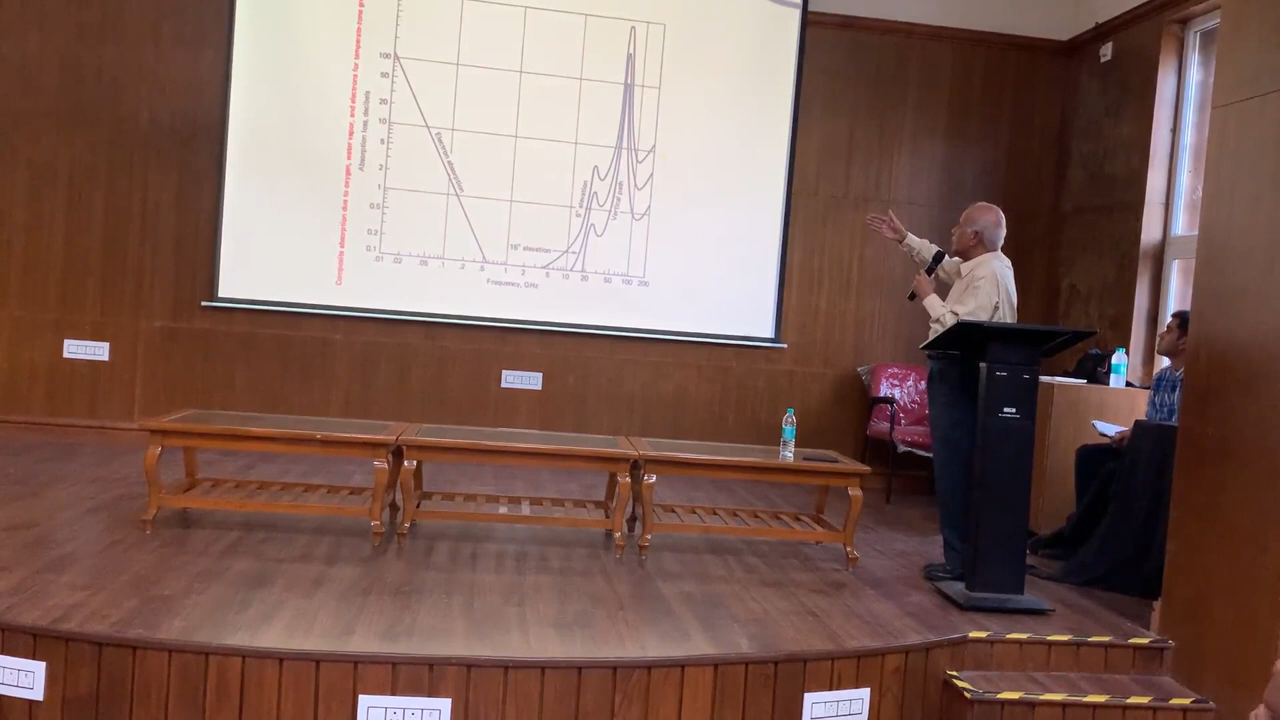 Composite absorption due to oxygen, water vapor, and electrons for temperate-zone
Absorption loss, decibels
100
50
20
10
5
2
1
0.5
0.2
0.1
Electron absorption
5° elevation
Vertical path
15° elevation
.01 .02 .05 .1 .2 .5 1 2 5 10 20 50 100 200
Frequency, GHz